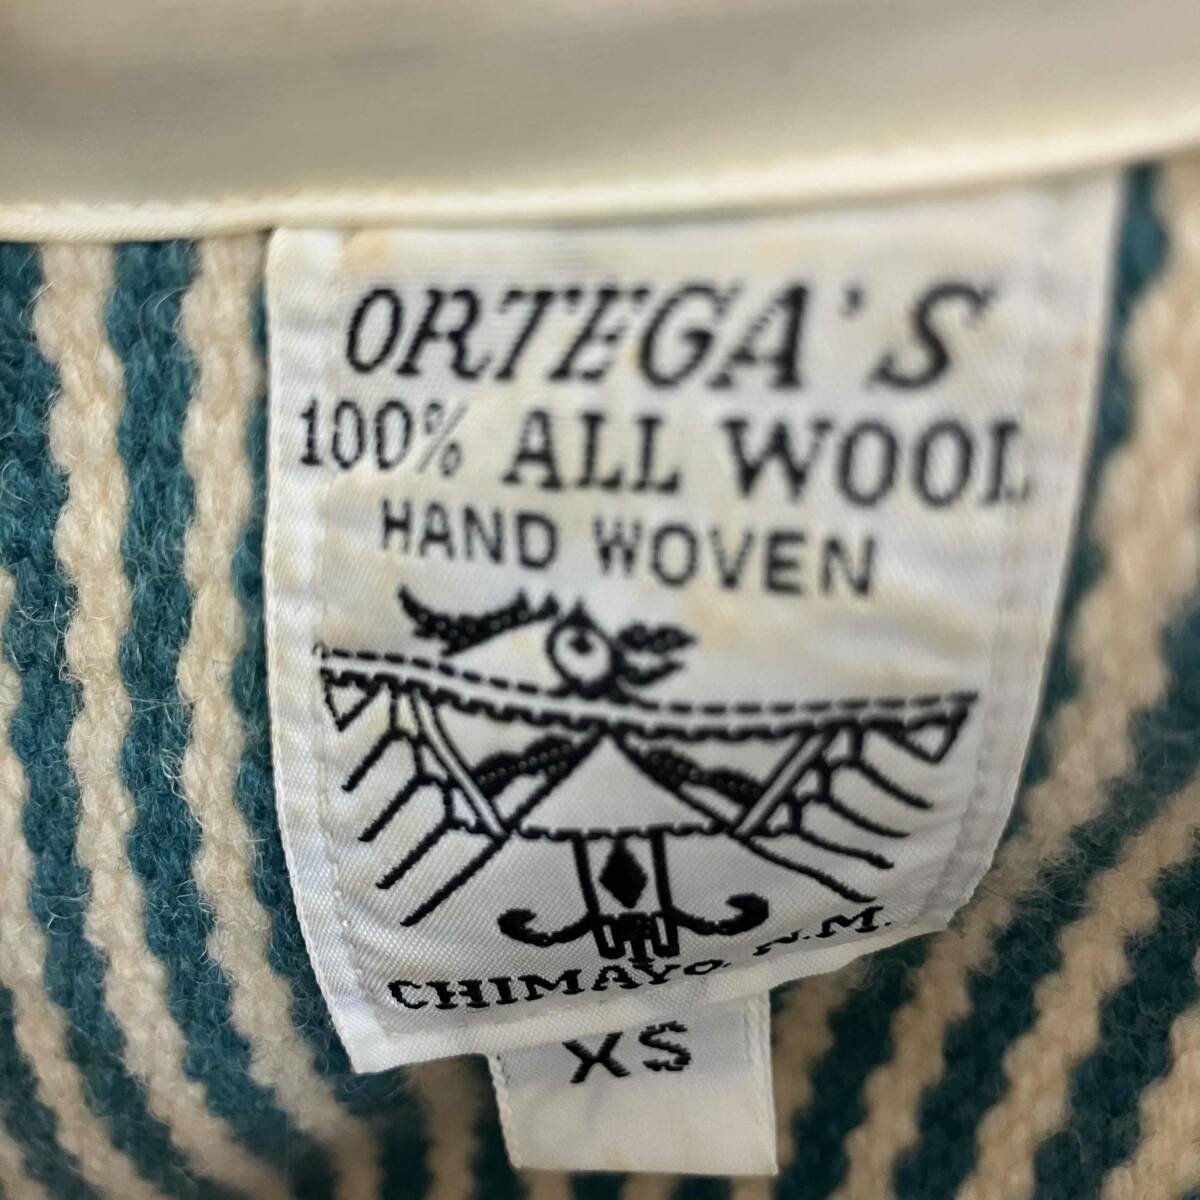 ORTEGA'S
100% ALL WOOL
HAND WOVEN
CHIMAYO, N.M.
XS